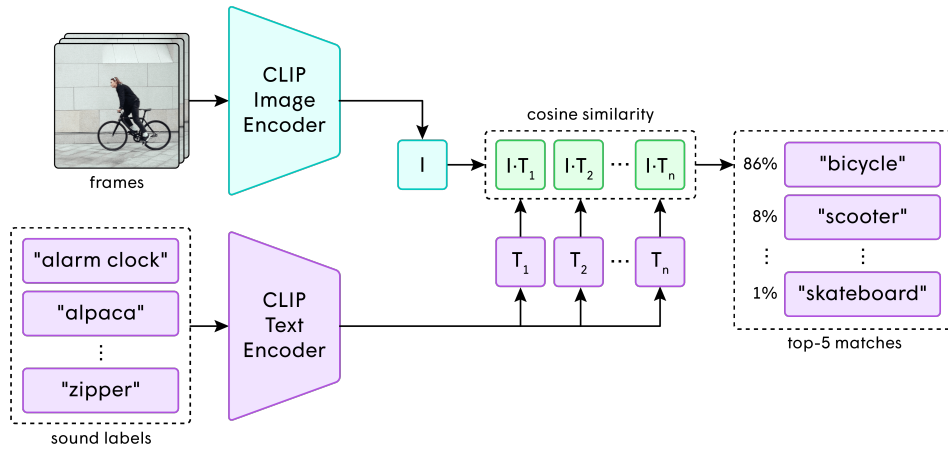 CLIP
Image
Encoder
frames
I
cosine similarity
I·T1
I·T2
···
I·Tn
86%
"bicycle"
8%
"scooter"
⋮
⋮
1%
"skateboard"
top-5 matches
T1
T2
···
Tn
"alarm clock"
"alpaca"
⋮
"zipper"
sound labels
CLIP
Text
Encoder